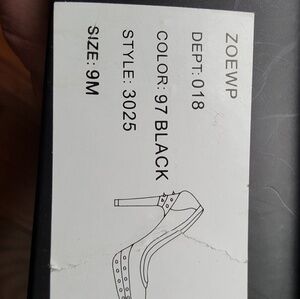 ZOEWP
DEPT: 018
COLOR: 97 BLACK
STYLE: 3025
SIZE: 9M